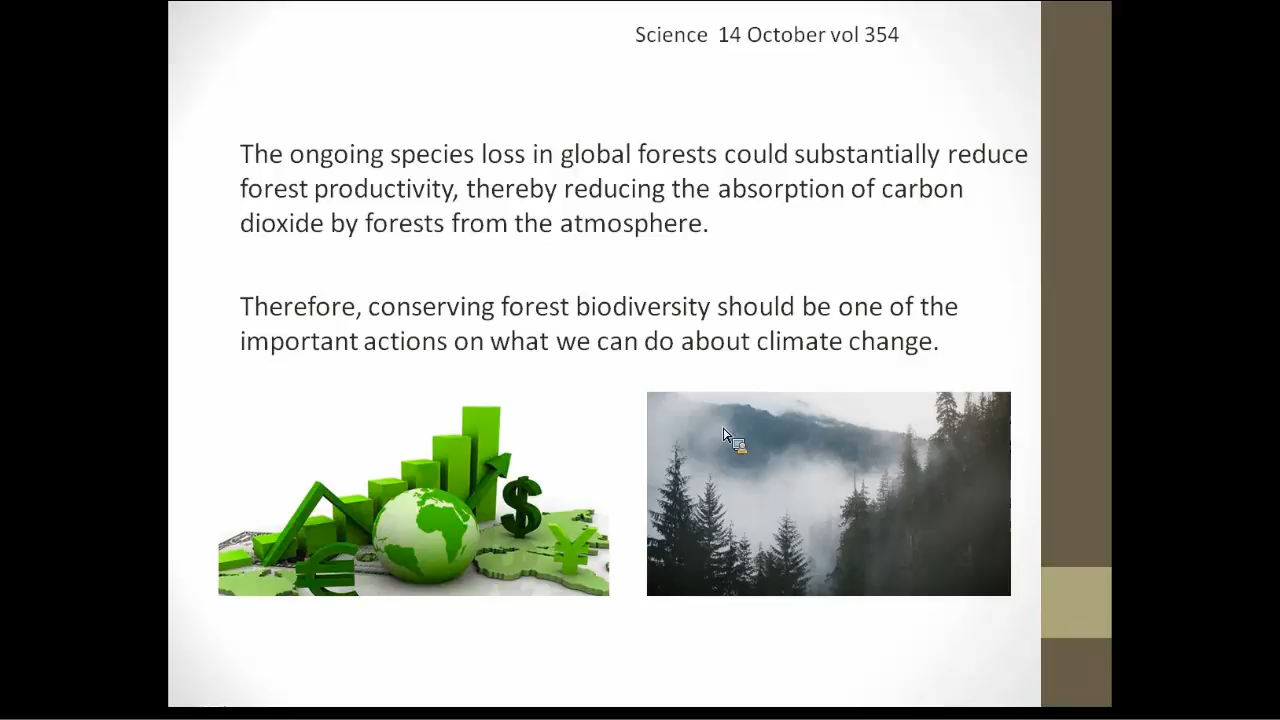 Science 14 October vol 354
The ongoing species loss in global forests could substantially reduce
forest productivity, thereby reducing the absorption of carbon
dioxide by forests from the atmosphere.
Therefore, conserving forest biodiversity should be one of the
important actions on what we can do about climate change.
$
€
¥